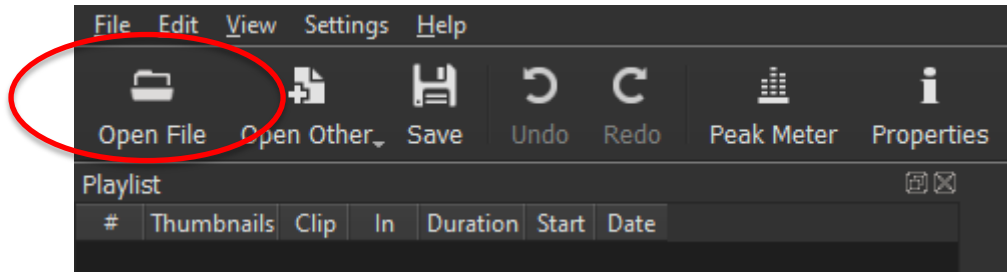 File Edit View Settings Help
Open File Open Other Save Undo Redo Peak Meter Properties
Playlist
# Thumbnails Clip In Duration Start Date